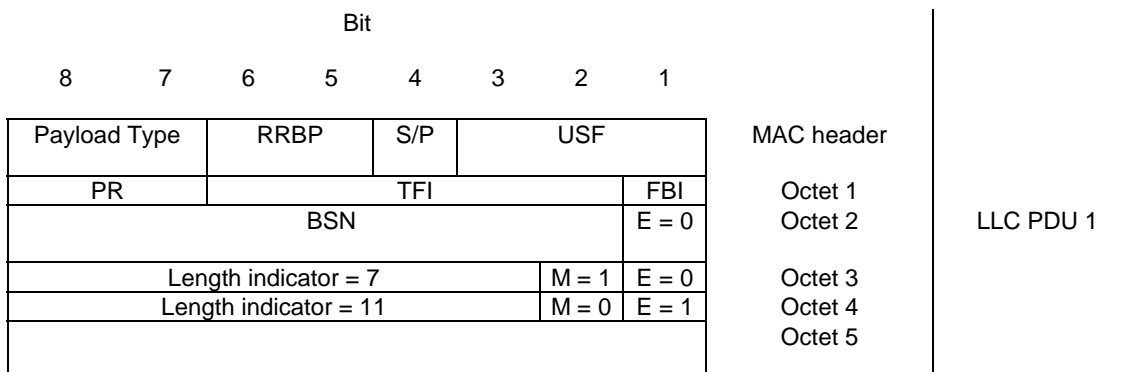 Bit
8 7 6 5 4 3 2 1
Payload Type RRBP S/P USF MAC header
PR TFI FBI Octet 1
BSN E = 0 Octet 2 LLC PDU 1
Length indicator = 7 M = 1 E = 0 Octet 3
Length indicator = 11 M = 0 E = 1 Octet 4
Octet 5